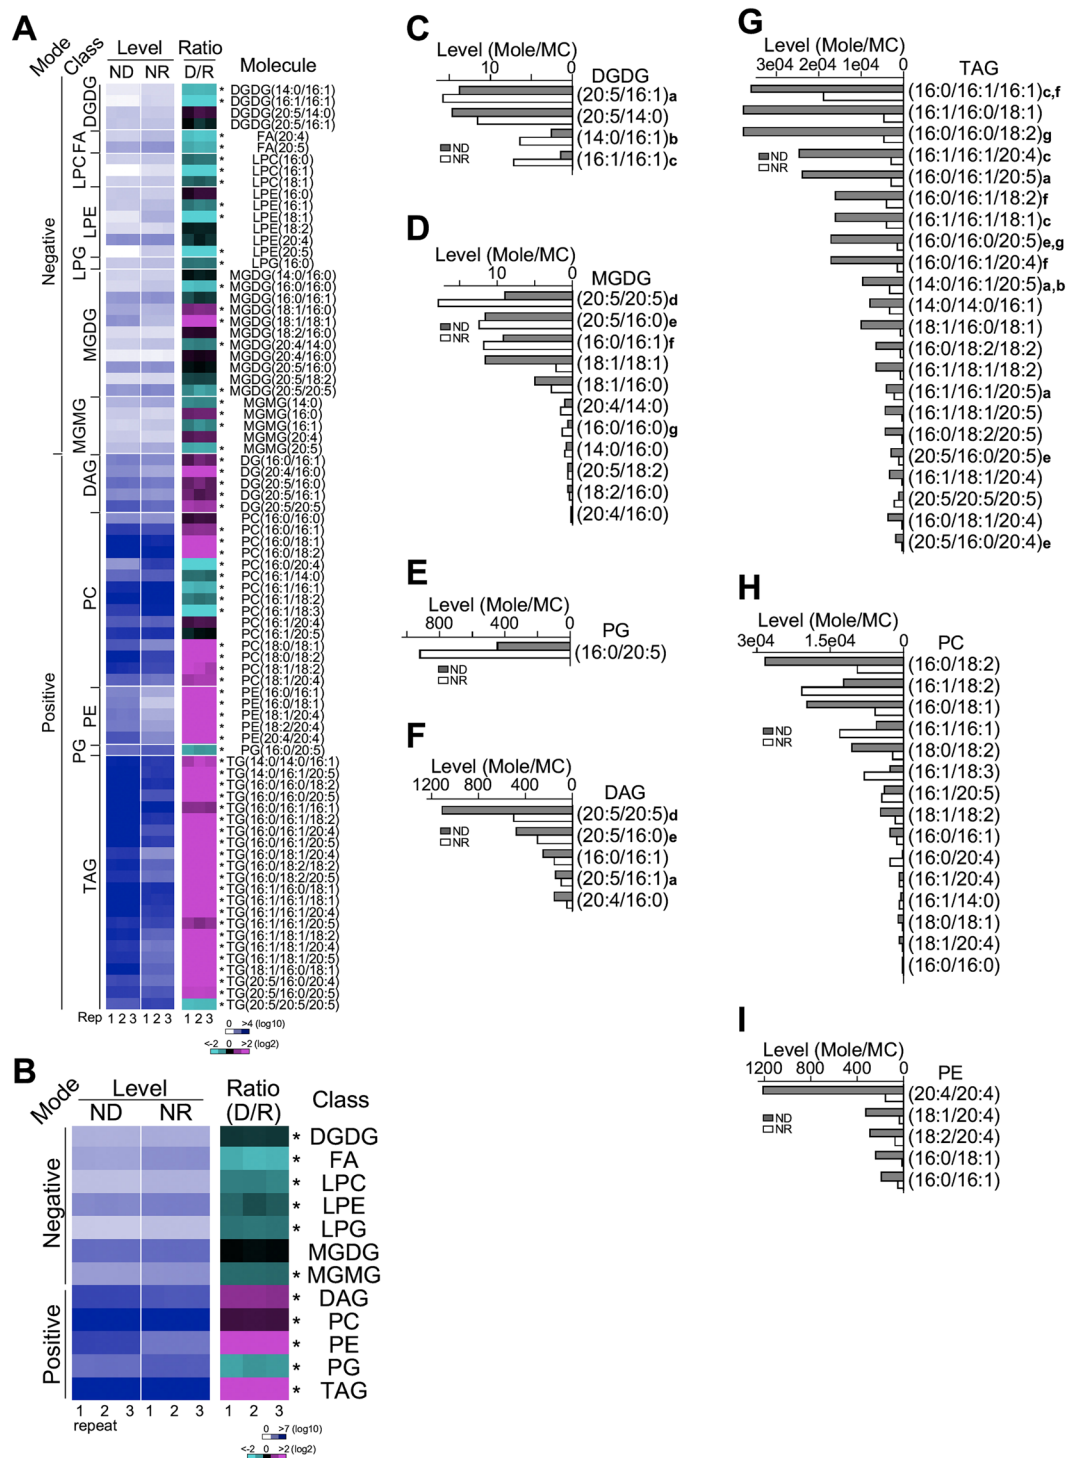 A
Mode
Class
Level
Ratio
ND NR D/R Molecule
Negative
DGDG
FA
LPC
LPE
LPG
MGDG
MGMG
Positive
DAG
PC
PE
PG
TAG
* DGDG(14:0/16:1)
* DGDG(16:1/16:1)
DGDG(20:5/14:0)
DGDG(20:5/16:1)
* FA(20:4)
* FA(20:5)
* LPC(16:0)
* LPC(16:1)
* LPC(18:1)
LPE(16:0)
* LPE(16:1)
* LPE(18:1)
LPE(18:2)
LPE(20:4)
* LPE(20:5)
* LPG(16:0)
MGDG(14:0/16:0)
* MGDG(16:0/16:0)
MGDG(16:0/16:1)
* MGDG(18:1/16:0)
* MGDG(18:1/18:1)
MGDG(18:2/16:0)
* MGDG(20:4/14:0)
MGDG(20:4/16:0)
MGDG(20:5/16:0)
MGDG(20:5/18:2)
* MGDG(20:5/20:5)
* MGMG(14:0)
* MGMG(16:0)
* MGMG(16:1)
MGMG(20:4)
* MGMG(20:5)
* DG(16:0/16:1)
* DG(20:4/16:0)
* DG(20:5/16:0)
* DG(20:5/16:1)
* DG(20:5/20:5)
PC(16:0/16:0)
* PC(16:0/16:1)
* PC(16:0/18:1)
* PC(16:0/18:2)
* PC(16:0/20:4)
* PC(16:1/14:0)
* PC(16:1/16:1)
* PC(16:1/18:2)
* PC(16:1/18:3)
PC(16:1/20:4)
PC(16:1/20:5)
* PC(18:0/18:1)
* PC(18:0/18:2)
* PC(18:1/18:2)
* PC(18:1/20:4)
* PE(16:0/16:1)
* PE(16:0/18:1)
* PE(18:1/20:4)
* PE(18:2/20:4)
* PE(20:4/20:4)
* PG(16:0/20:5)
* TG(14:0/14:0/16:1)
* TG(14:0/16:1/20:5)
* TG(16:0/16:0/18:2)
* TG(16:0/16:0/20:5)
* TG(16:0/16:1/16:1)
* TG(16:0/16:1/18:2)
* TG(16:0/16:1/20:4)
* TG(16:0/16:1/20:5)
* TG(16:0/18:1/20:4)
* TG(16:0/18:2/18:2)
* TG(16:0/18:2/20:5)
* TG(16:1/16:0/18:1)
* TG(16:1/16:1/18:1)
* TG(16:1/16:1/20:4)
* TG(16:1/16:1/20:5)
* TG(16:1/18:1/18:2)
* TG(16:1/18:1/20:4)
* TG(16:1/18:1/20:5)
* TG(18:1/16:0/18:1)
* TG(20:5/16:0/20:4)
* TG(20:5/16:0/20:5)
* TG(20:5/20:5/20:5)
Rep 1 2 3 1 2 3 1 2 3
0 >4 (log10)
<-2 0 >2 (log2)
B
Mode
Level
Ratio
ND NR (D/R) Class
Negative
Positive
* DGDG
* FA
* LPC
* LPE
* LPG
MGDG
* MGMG
* DAG
* PC
* PE
* PG
* TAG
1 2 3 1 2 3 1 2 3
repeat
0 >7 (log10)
<-2 0 >2 (log2)
C
Level (Mole/MC)
10 0
DGDG
(20:5/16:1)a
(20:5/14:0)
(14:0/16:1)b
(16:1/16:1)c
ND
NR
D
Level (Mole/MC)
10 0
MGDG
(20:5/20:5)d
(20:5/16:0)e
(16:0/16:1)f
(18:1/18:1)
(18:1/16:0)
(20:4/14:0)
(16:0/16:0)g
(14:0/16:0)
(20:5/18:2)
(18:2/16:0)
(20:4/16:0)
ND
NR
E
Level (Mole/MC)
800 400 0
PG
(16:0/20:5)
ND
NR
F
Level (Mole/MC)
1200 800 400 0
DAG
(20:5/20:5)d
(20:5/16:0)e
(16:0/16:1)
(20:5/16:1)a
(20:4/16:0)
ND
NR
G
Level (Mole/MC)
3e04 2e04 1e04 0
TAG
(16:0/16:1/16:1)c,f
(16:1/16:0/18:1)
(16:0/16:0/18:2)g
(16:1/16:1/20:4)c
(16:0/16:1/20:5)a
(16:0/16:1/18:2)f
(16:1/16:1/18:1)c
(16:0/16:0/20:5)e,g
(16:0/16:1/20:4)f
(14:0/16:1/20:5)a,b
(14:0/14:0/16:1)
(18:1/16:0/18:1)
(16:0/18:2/18:2)
(16:1/18:1/18:2)
(16:1/16:1/20:5)a
(16:1/18:1/20:5)
(16:0/18:2/20:5)
(20:5/16:0/20:5)e
(16:1/18:1/20:4)
(20:5/20:5/20:5)
(16:0/18:1/20:4)
(20:5/16:0/20:4)e
ND
NR
H
Level (Mole/MC)
3e04 1.5e04 0
PC
(16:0/18:2)
(16:1/18:2)
(16:0/18:1)
(16:1/16:1)
(18:0/18:2)
(16:1/18:3)
(16:1/20:5)
(18:1/18:2)
(16:0/16:1)
(16:0/20:4)
(16:1/20:4)
(16:1/14:0)
(18:0/18:1)
(18:1/20:4)
(16:0/16:0)
ND
NR
I
Level (Mole/MC)
1200 800 400 0
PE
(20:4/20:4)
(18:1/20:4)
(18:2/20:4)
(16:0/18:1)
(16:0/16:1)
ND
NR